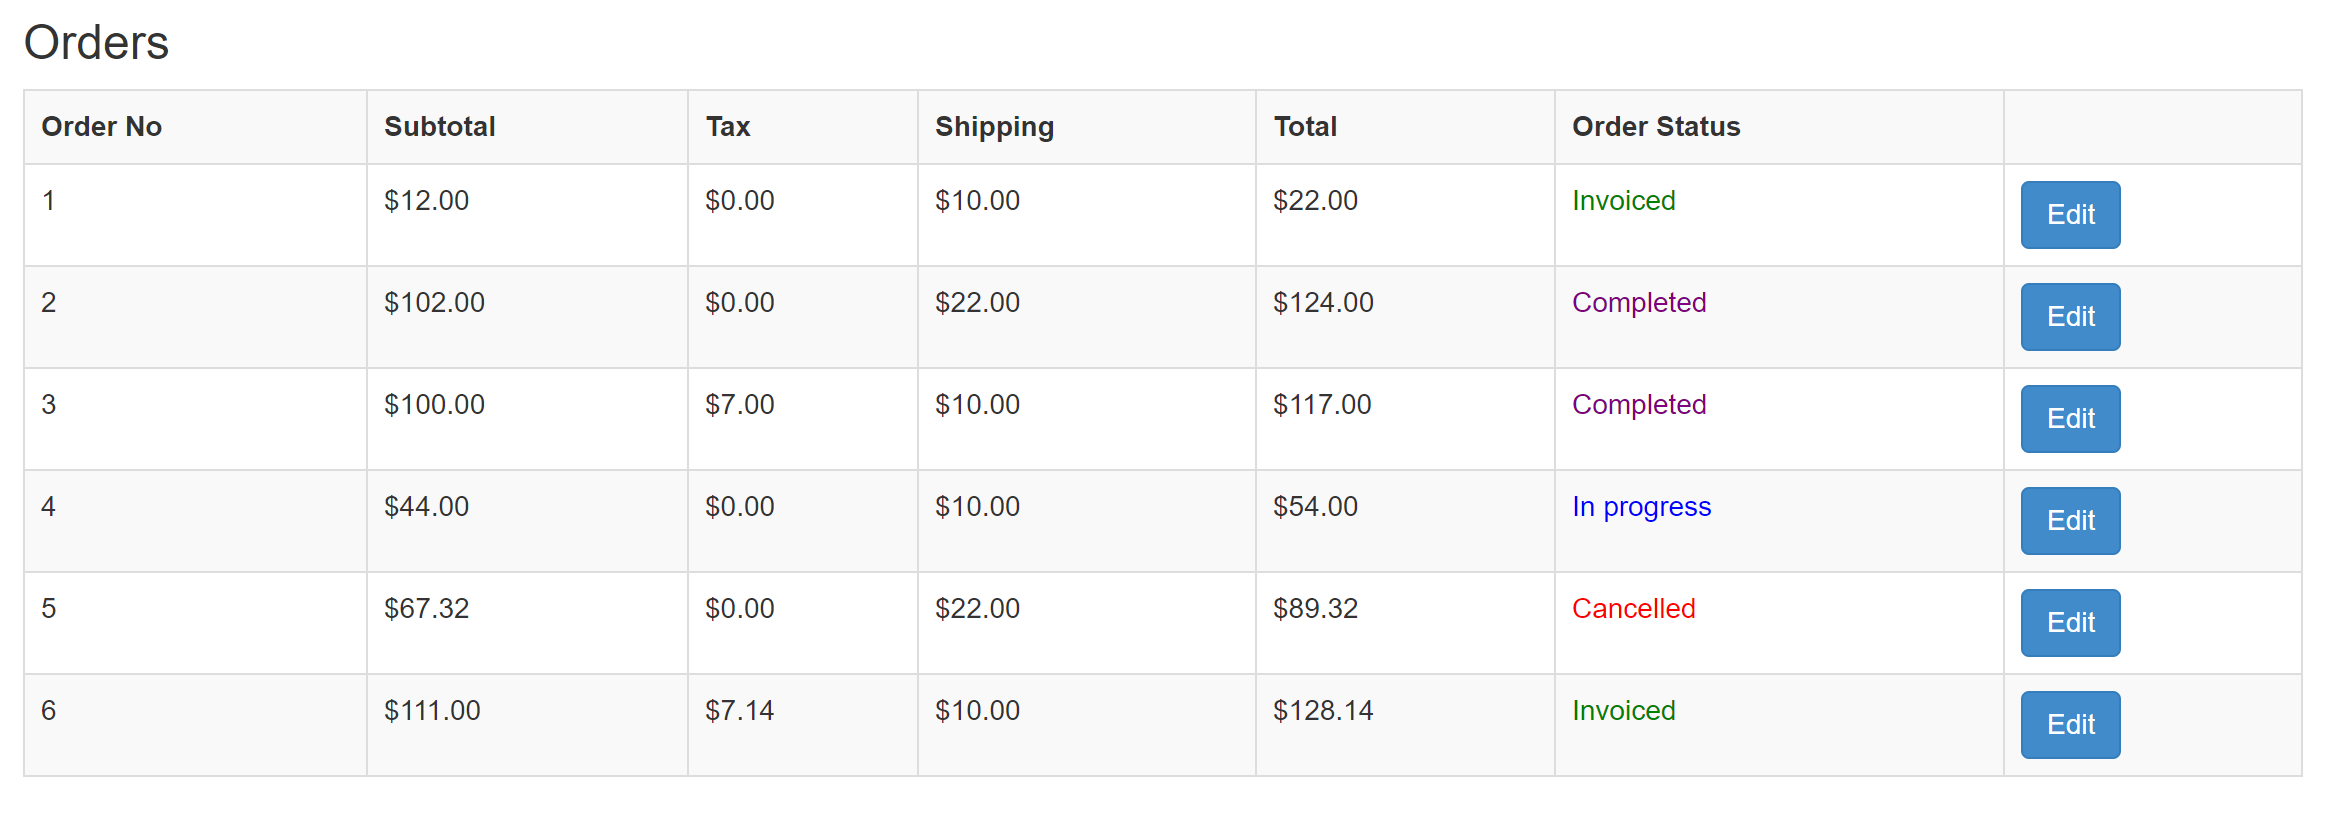 Orders
Order No Subtotal Tax Shipping Total Order Status
1 $12.00 $0.00 $10.00 $22.00 Invoiced Edit
2 $102.00 $0.00 $22.00 $124.00 Completed Edit
3 $100.00 $7.00 $10.00 $117.00 Completed Edit
4 $44.00 $0.00 $10.00 $54.00 In progress Edit
5 $67.32 $0.00 $22.00 $89.32 Cancelled Edit
6 $111.00 $7.14 $10.00 $128.14 Invoiced Edit